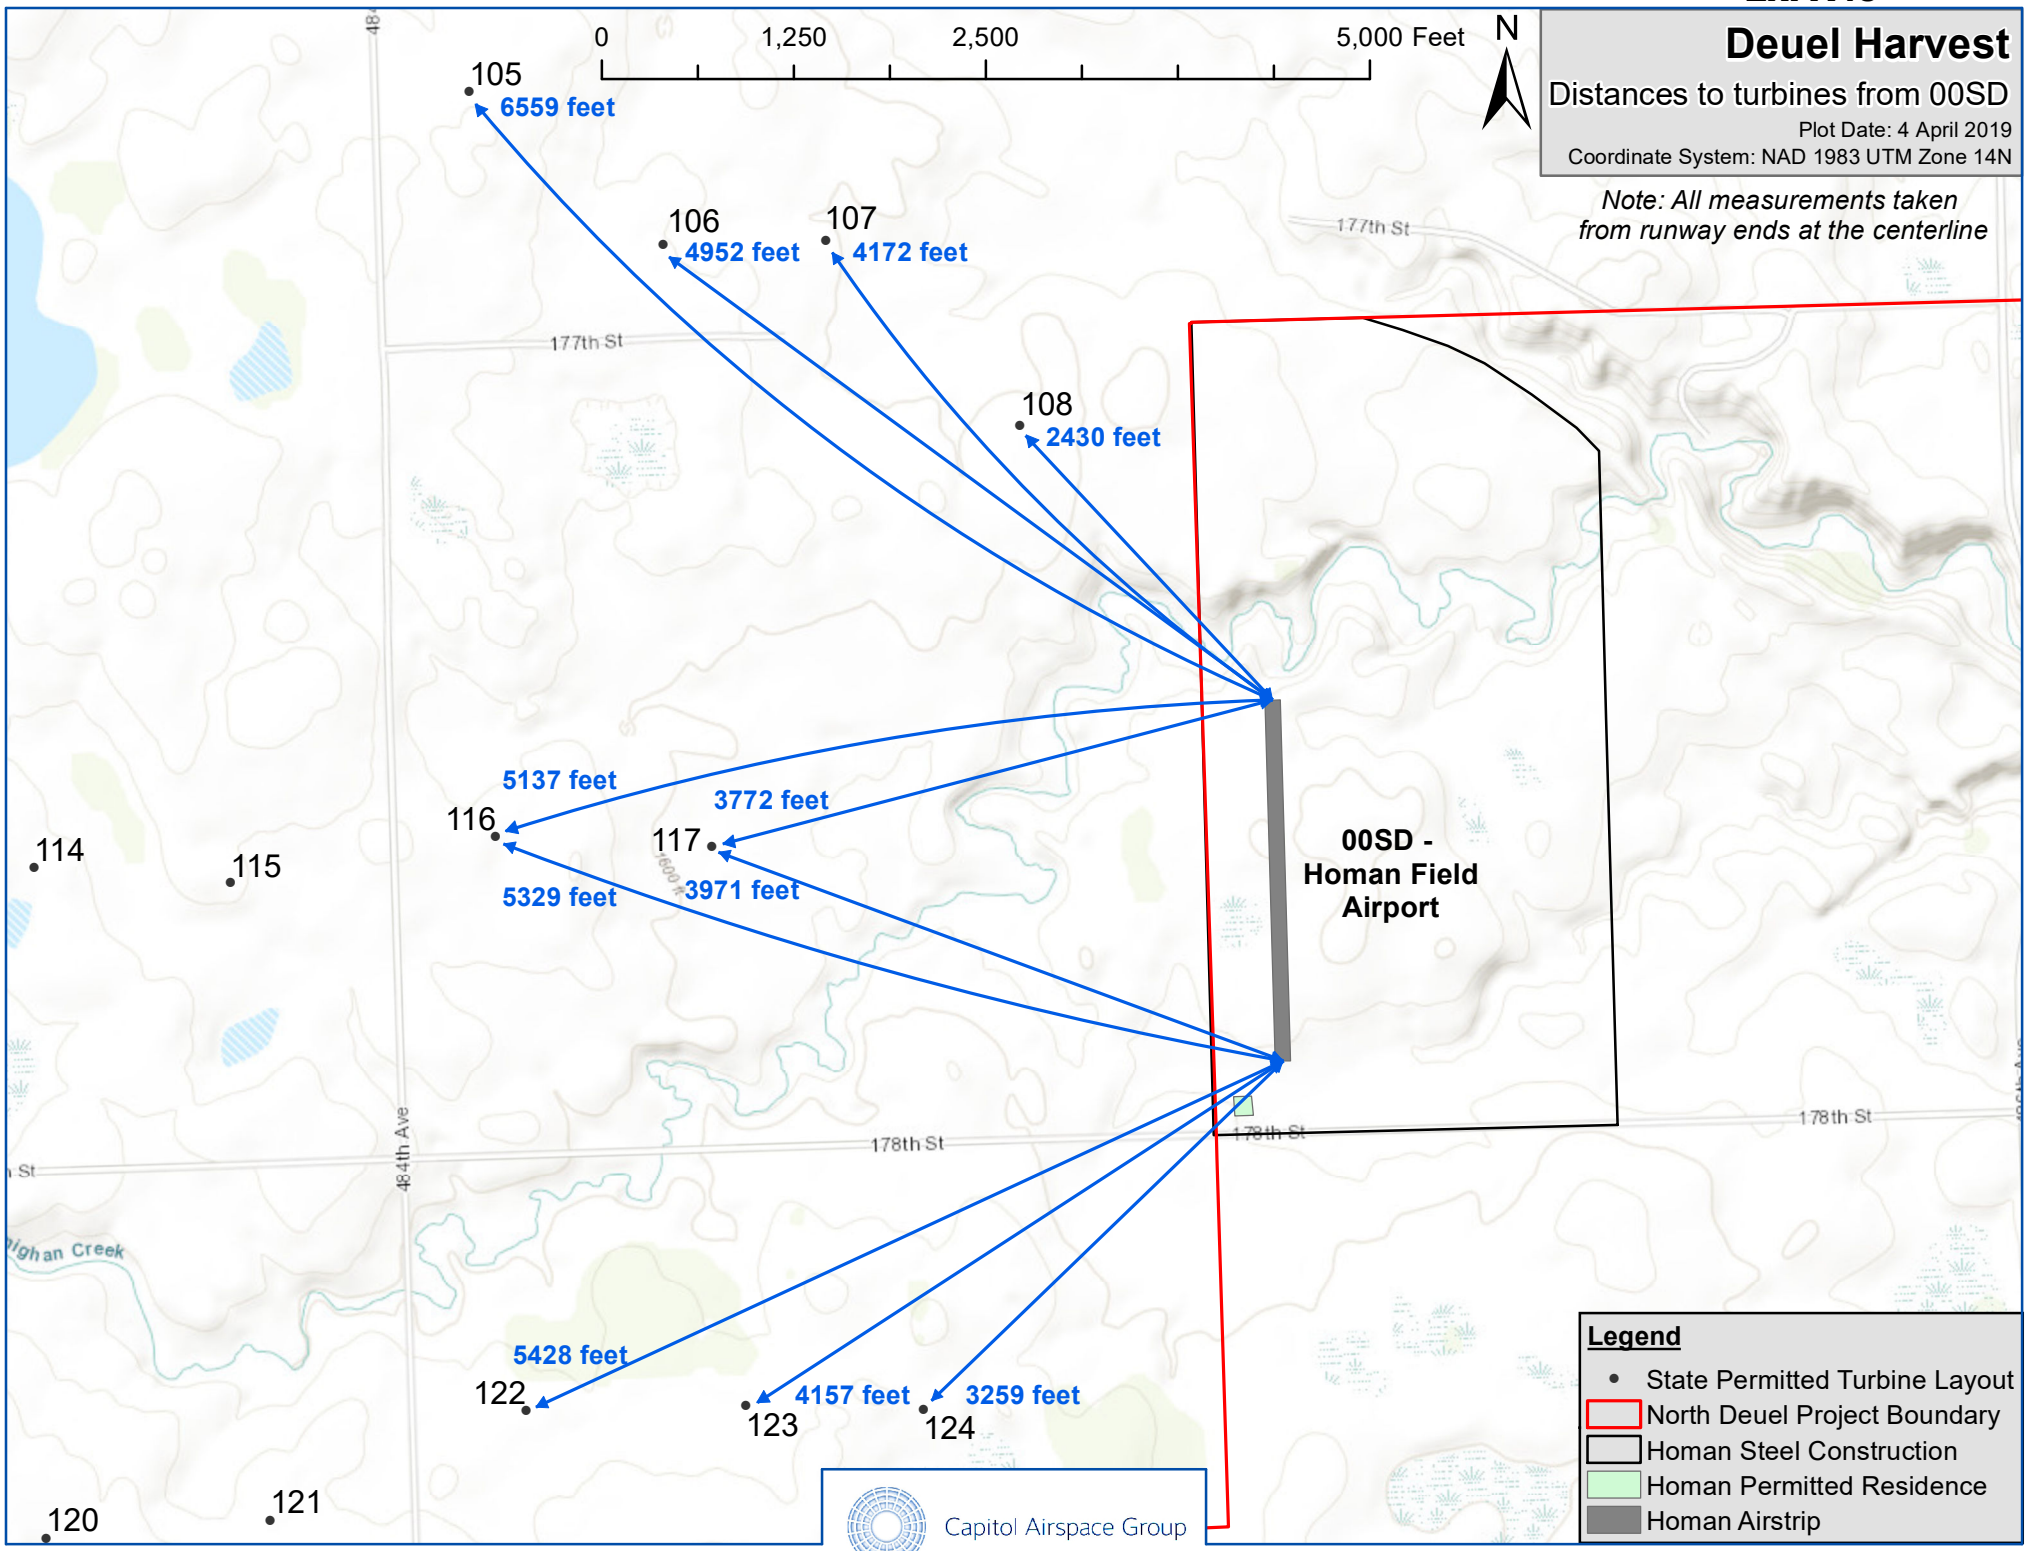 Deuel Harvest
Distances to turbines from 00SD
Plot Date: 4 April 2019
Coordinate System: NAD 1983 UTM Zone 14N
Note: All measurements taken
from runway ends at the centerline
0 1,250 2,500 5,000 Feet
N
484
105
6559 feet
106
4952 feet
107
4172 feet
177th St
177th St
108
2430 feet
5137 feet
3772 feet
116
117
114
115
1600 ft
5329 feet
3971 feet
00SD -
Homan Field
Airport
484th Ave
178th St
178th St
178th St
St
Creek
5428 feet
122
4157 feet
123
3259 feet
124
121
120
Legend
State Permitted Turbine Layout
North Deuel Project Boundary
Homan Steel Construction
Homan Permitted Residence
Homan Airstrip
Capitol Airspace Group